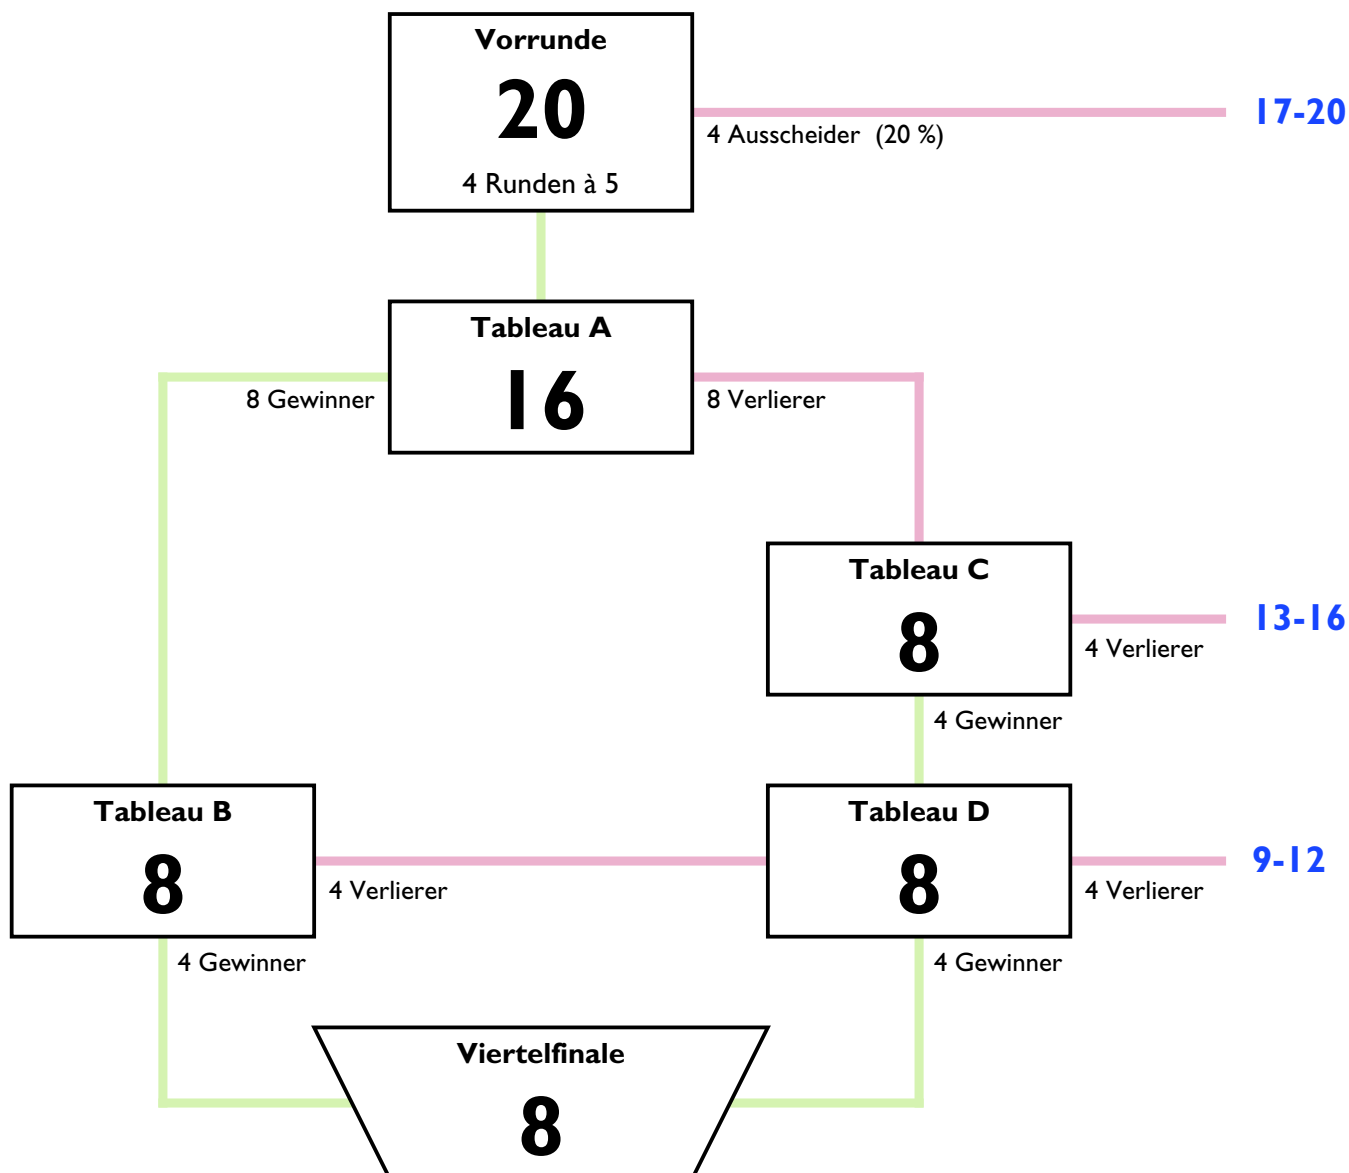 Vorrunde
20
4 Runden à 5
17-20
4 Ausscheider (20 %)
Tableau A
16
8 Gewinner
8 Verlierer
Tableau C
8
13-16
4 Verlierer
4 Gewinner
Tableau B
8
4 Verlierer
4 Gewinner
Tableau D
8
9-12
4 Verlierer
4 Gewinner
Viertelfinale
8